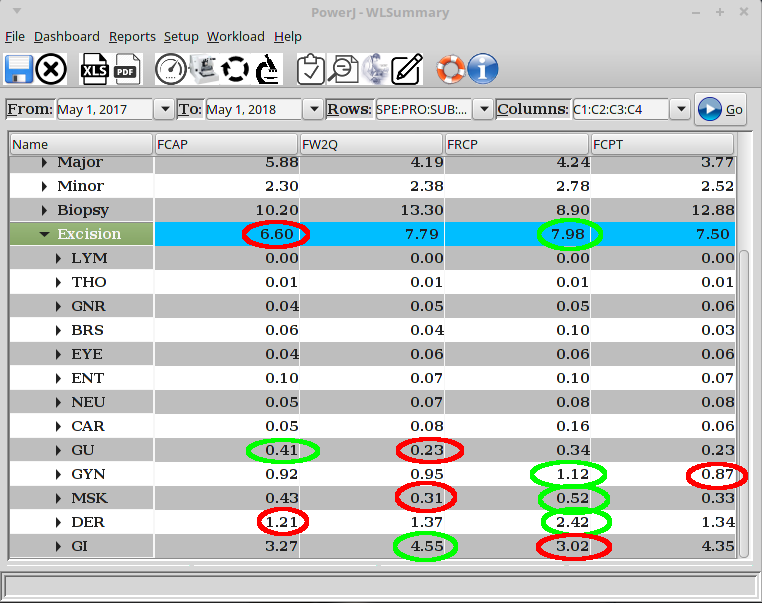 PowerJ - WLSummary
File Dashboard Reports Setup Workload Help
XLS PDF
From: May 1, 2017 To: May 1, 2018 Rows: SPE:PRO:SUB:... Columns: C1:C2:C3:C4 Go
Name FCAP FW2Q FRCP FCPT
Major 5.88 4.19 4.24 3.77
Minor 2.30 2.38 2.78 2.52
Biopsy 10.20 13.30 8.90 12.88
Excision 6.60 7.79 7.98 7.50
LYM 0.00 0.00 0.00 0.00
THO 0.01 0.01 0.01 0.01
GNR 0.04 0.05 0.05 0.06
BRS 0.06 0.04 0.10 0.03
EYE 0.04 0.06 0.06 0.06
ENT 0.10 0.07 0.10 0.07
NEU 0.05 0.07 0.08 0.08
CAR 0.05 0.08 0.16 0.06
GU 0.41 0.23 0.34 0.23
GYN 0.92 0.95 1.12 0.87
MSK 0.43 0.31 0.52 0.33
DER 1.21 1.37 2.42 1.34
GI 3.27 4.55 3.02 4.35